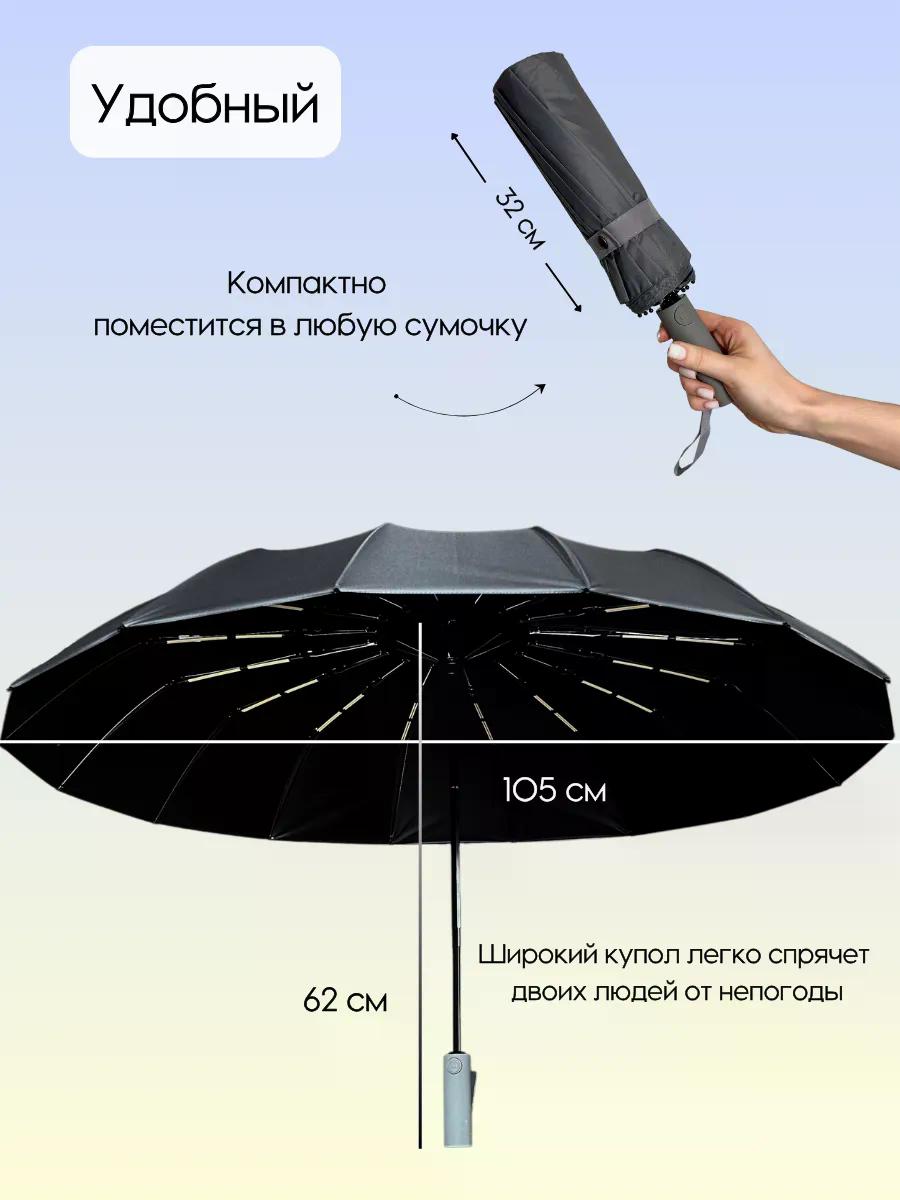 Удобный
32 см
Компактно
поместится в любую сумочку
105 см
Широкий купол легко спрячет
двоих людей от непогоды
62 см